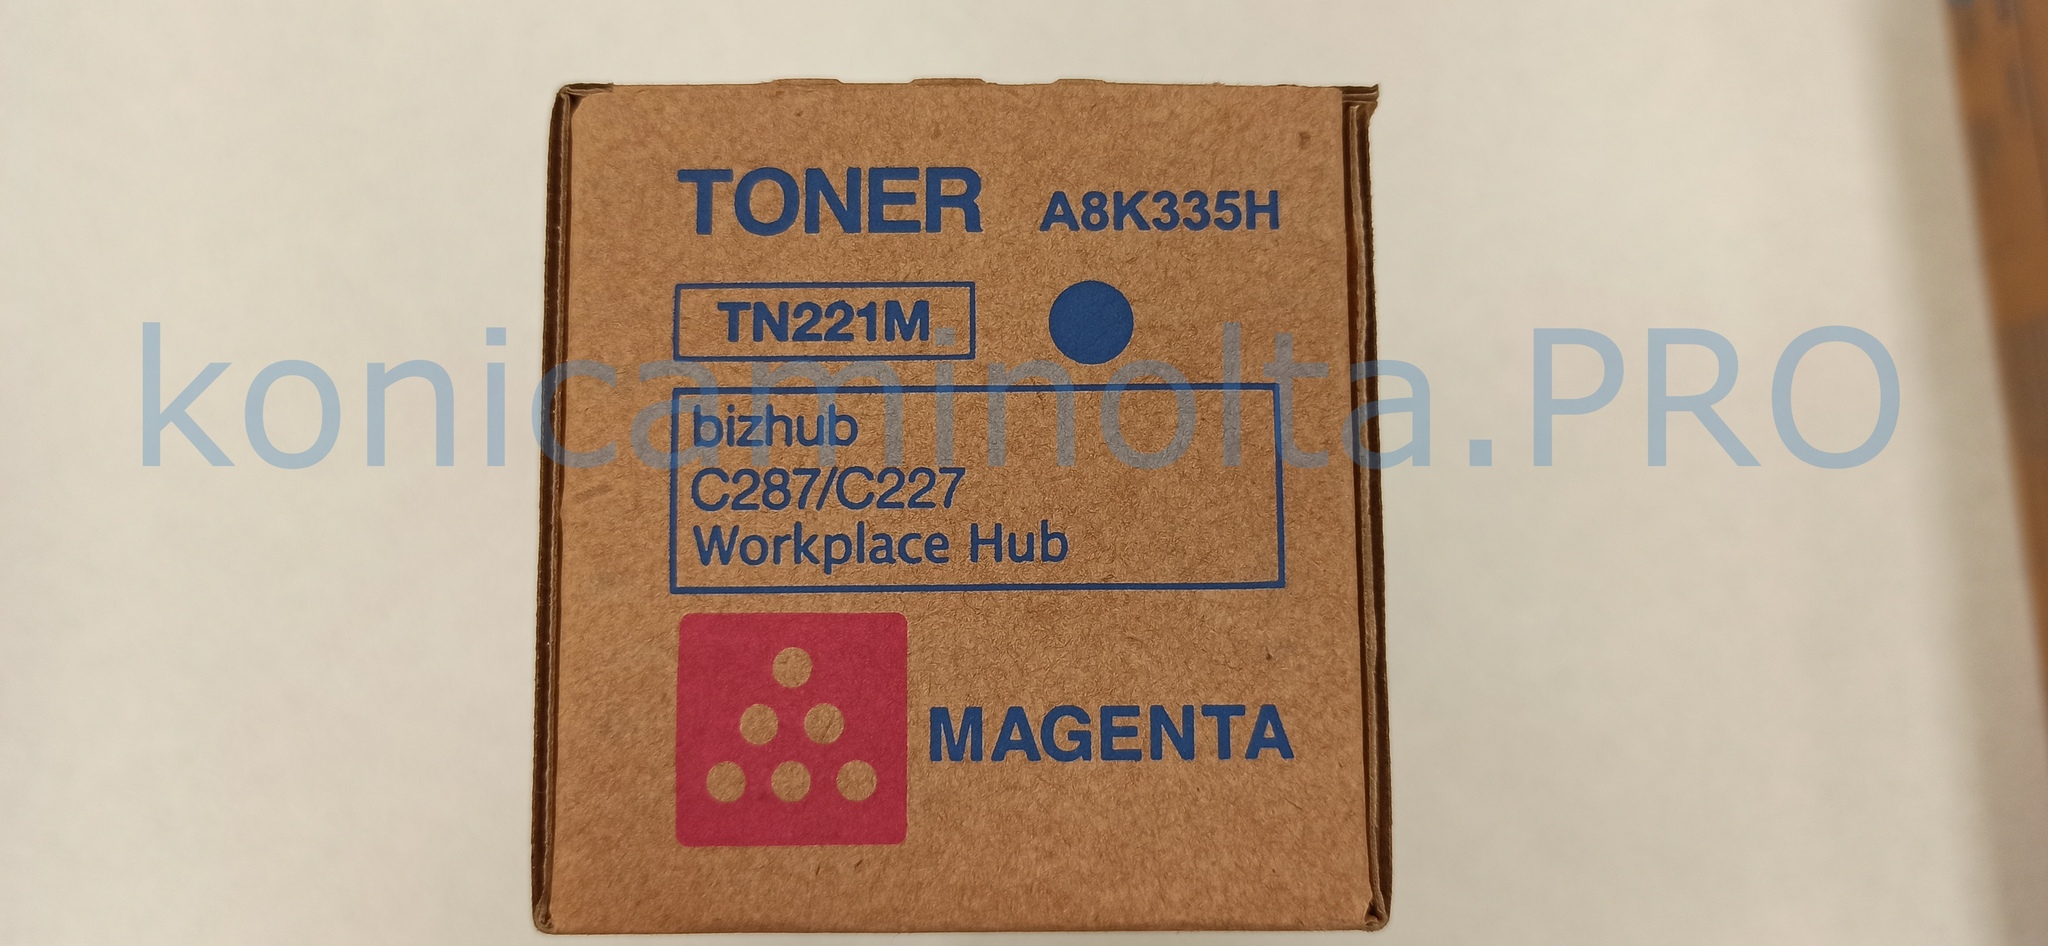 TONER A8K335H
TN221M
konicaminolta.PRO
bizhub
C287/C227
Workplace Hub
MAGENTA